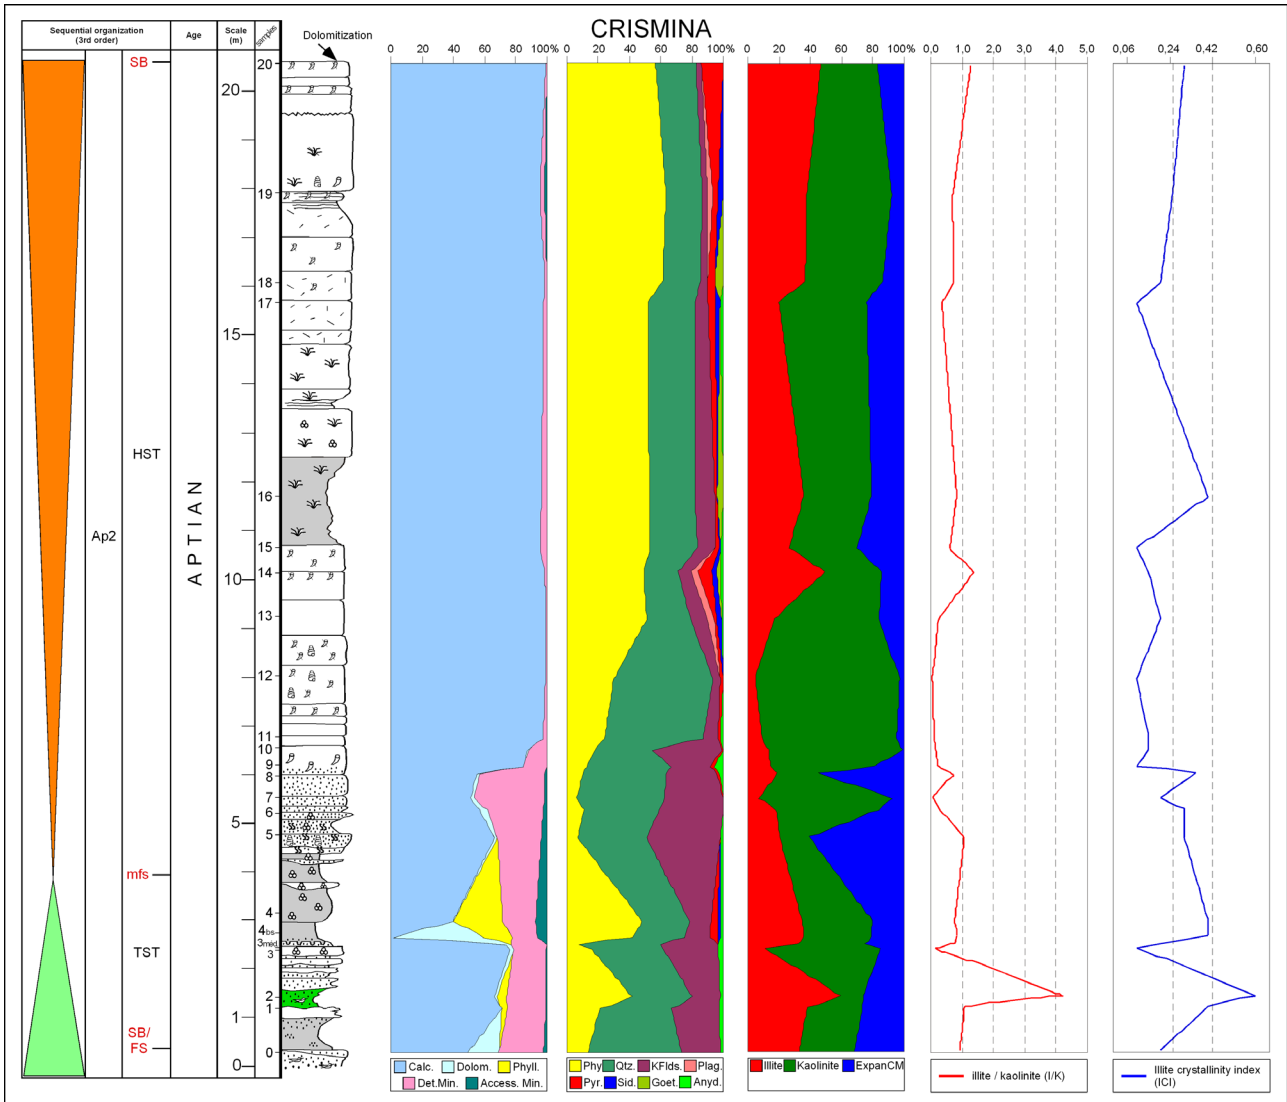 CRISMINA
Sequential organization
(3rd order)
Age
Scale
(m)
samples
Dolomitization
0 20 40 60 80 100%
0 20 40 60 80 100%
0 20 40 60 80 100%
0,0 1,0 2,0 3,0 4,0 5,0
0,06 0,24 0,42 0,60
SB
20
20
19
18
17
15
HST
16
APTIAN
Ap2
15
14
10
13
12
11
10
9
8
7
6
5
5
mfs
4
4bs
3med
3
TST
2
1
1
SB/
FS
0
0
Calc. Dolom. Phyll.
Det.Min. Access. Min.
Phy Qtz. KFlds. Plag.
Pyr. Sid. Goet. Anyd.
Illite Kaolinite ExpanCM
illite / kaolinite (I/K)
Illite crystallinity index
(ICI)